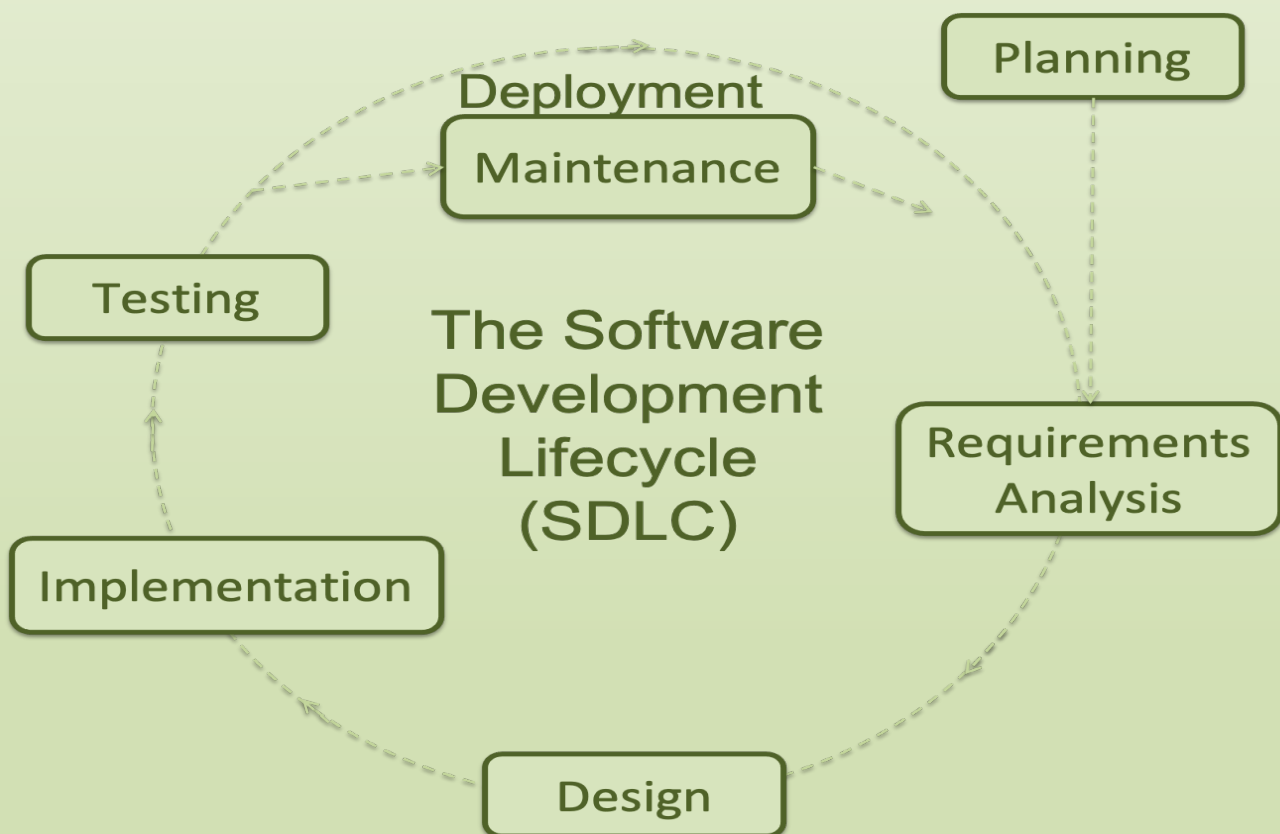 Planning
Deployment
Maintenance
Testing
The Software
Development
Lifecycle
(SDLC)
Requirements
Analysis
Implementation
Design